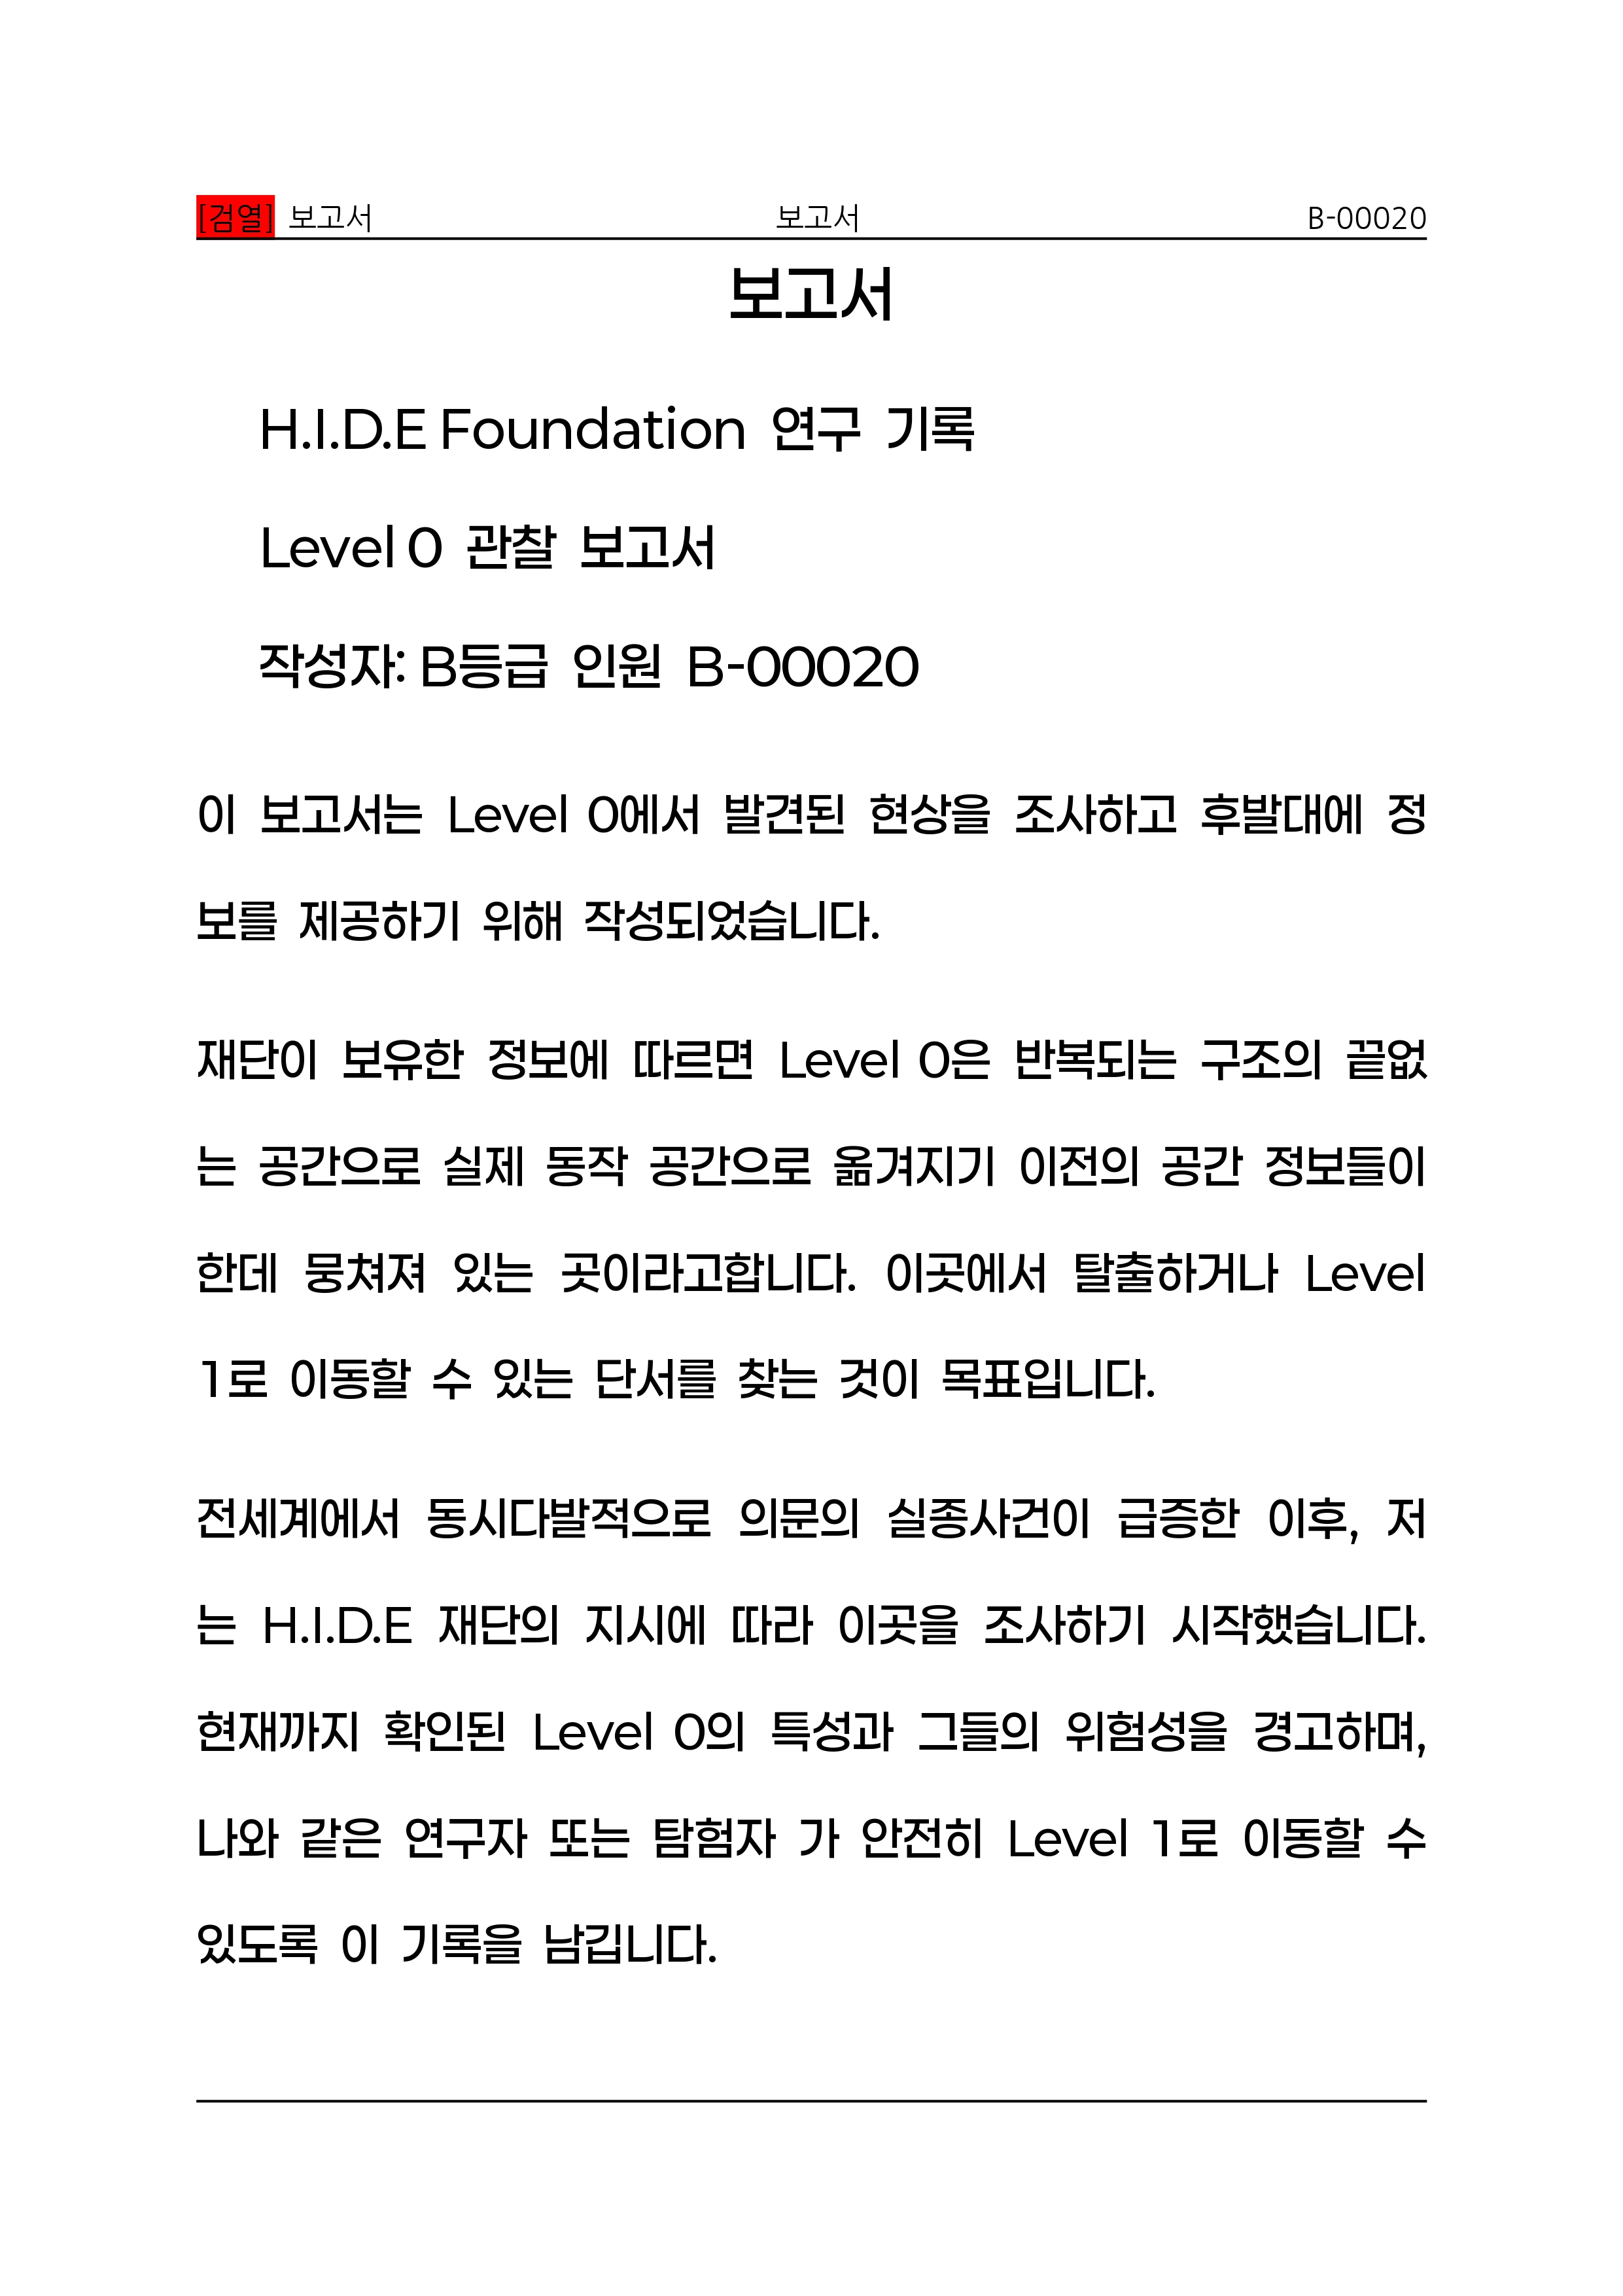 [검열] 보고서 보고서 B-00020
보고서
H.I.D.E Foundation 연구 기록
Level 0 관찰 보고서
작성자: B등급 인원 B-00020
이 보고서는 Level 0에서 발견된 현상을 조사하고 후발대에 정
보를 제공하기 위해 작성되었습니다.
재단이 보유한 정보에 따르면 Level 0은 반복되는 구조의 끝없
는 공간으로 실제 동작 공간으로 옮겨지기 이전의 공간 정보들이
한데 뭉쳐져 있는 곳이라고합니다. 이곳에서 탈출하거나 Level
1로 이동할 수 있는 단서를 찾는 것이 목표입니다.
전세계에서 동시다발적으로 의문의 실종사건이 급증한 이후, 저
는 H.I.D.E 재단의 지시에 따라 이곳을 조사하기 시작했습니다.
현재까지 확인된 Level 0의 특성과 그들의 위험성을 경고하며,
나와 같은 연구자 또는 탐험자 가 안전히 Level 1로 이동할 수
있도록 이 기록을 남깁니다.